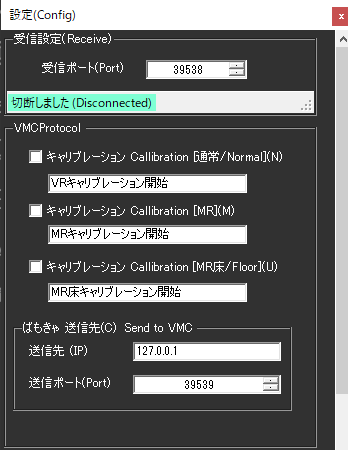 設定(Config)
受信設定(Receive)
受信ポート(Port)
39538
切断しました(Disconnected)
VMCProtocol
キャリブレーション Callibration [通常/Normal](N)
VRキャリブレーション開始
キャリブレーション Callibration [MR](M)
MRキャリブレーション開始
キャリブレーション Callibration [MR床/Floor](U)
MR床キャリブレーション開始
ばもきゃ 送信先(C) Send to VMC
送信先 (IP)
127.0.0.1
送信ポート(Port)
39539